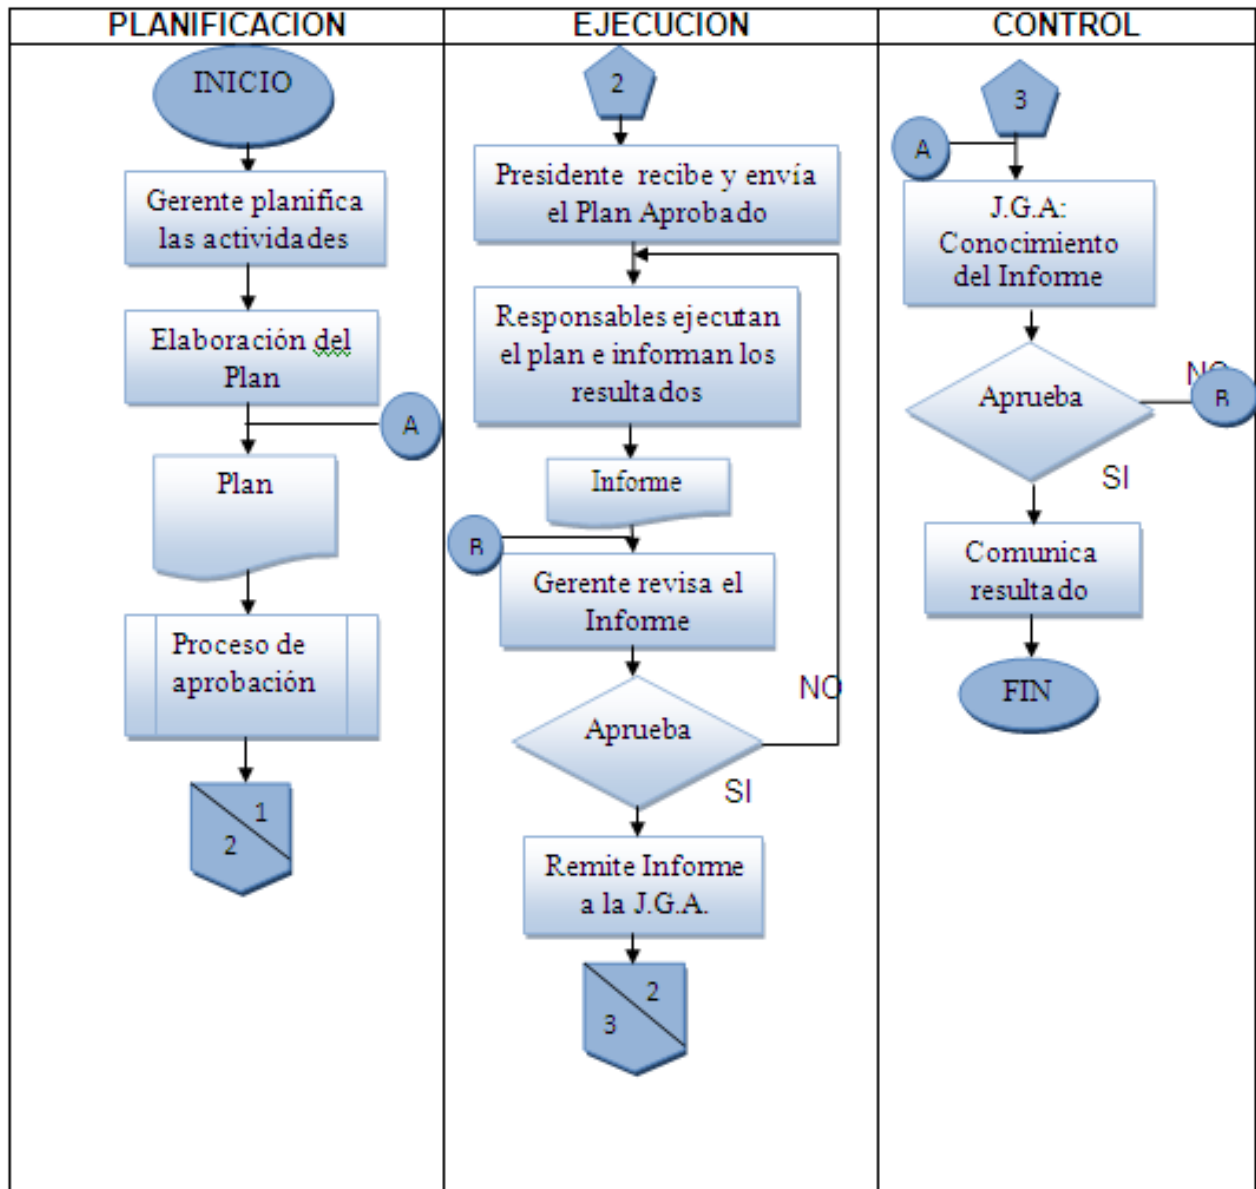 PLANIFICACION
INICIO
Gerente planifica
las actividades
Elaboración del
Plan
A
Plan
Proceso de
aprobación
1
2
EJECUCION
2
Presidente recibe y envía
el Plan Aprobado
Responsables ejecutan
el plan e informan los
resultados
Informe
B
Gerente revisa el
Informe
Aprueba
NO
SI
Remite Informe
a la J.G.A.
2
3
CONTROL
3
A
J.G.A:
Conocimiento
del Informe
Aprueba
NO
B
SI
Comunica
resultado
FIN